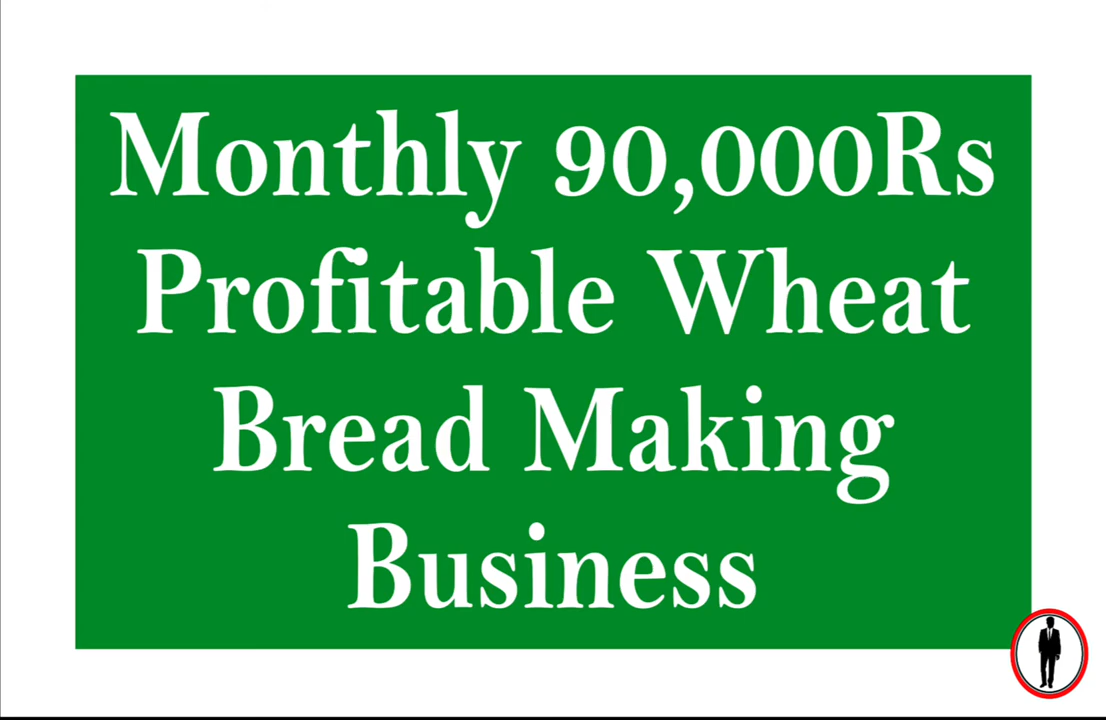 Monthly 90,000Rs
Profitable Wheat
Bread Making
Business